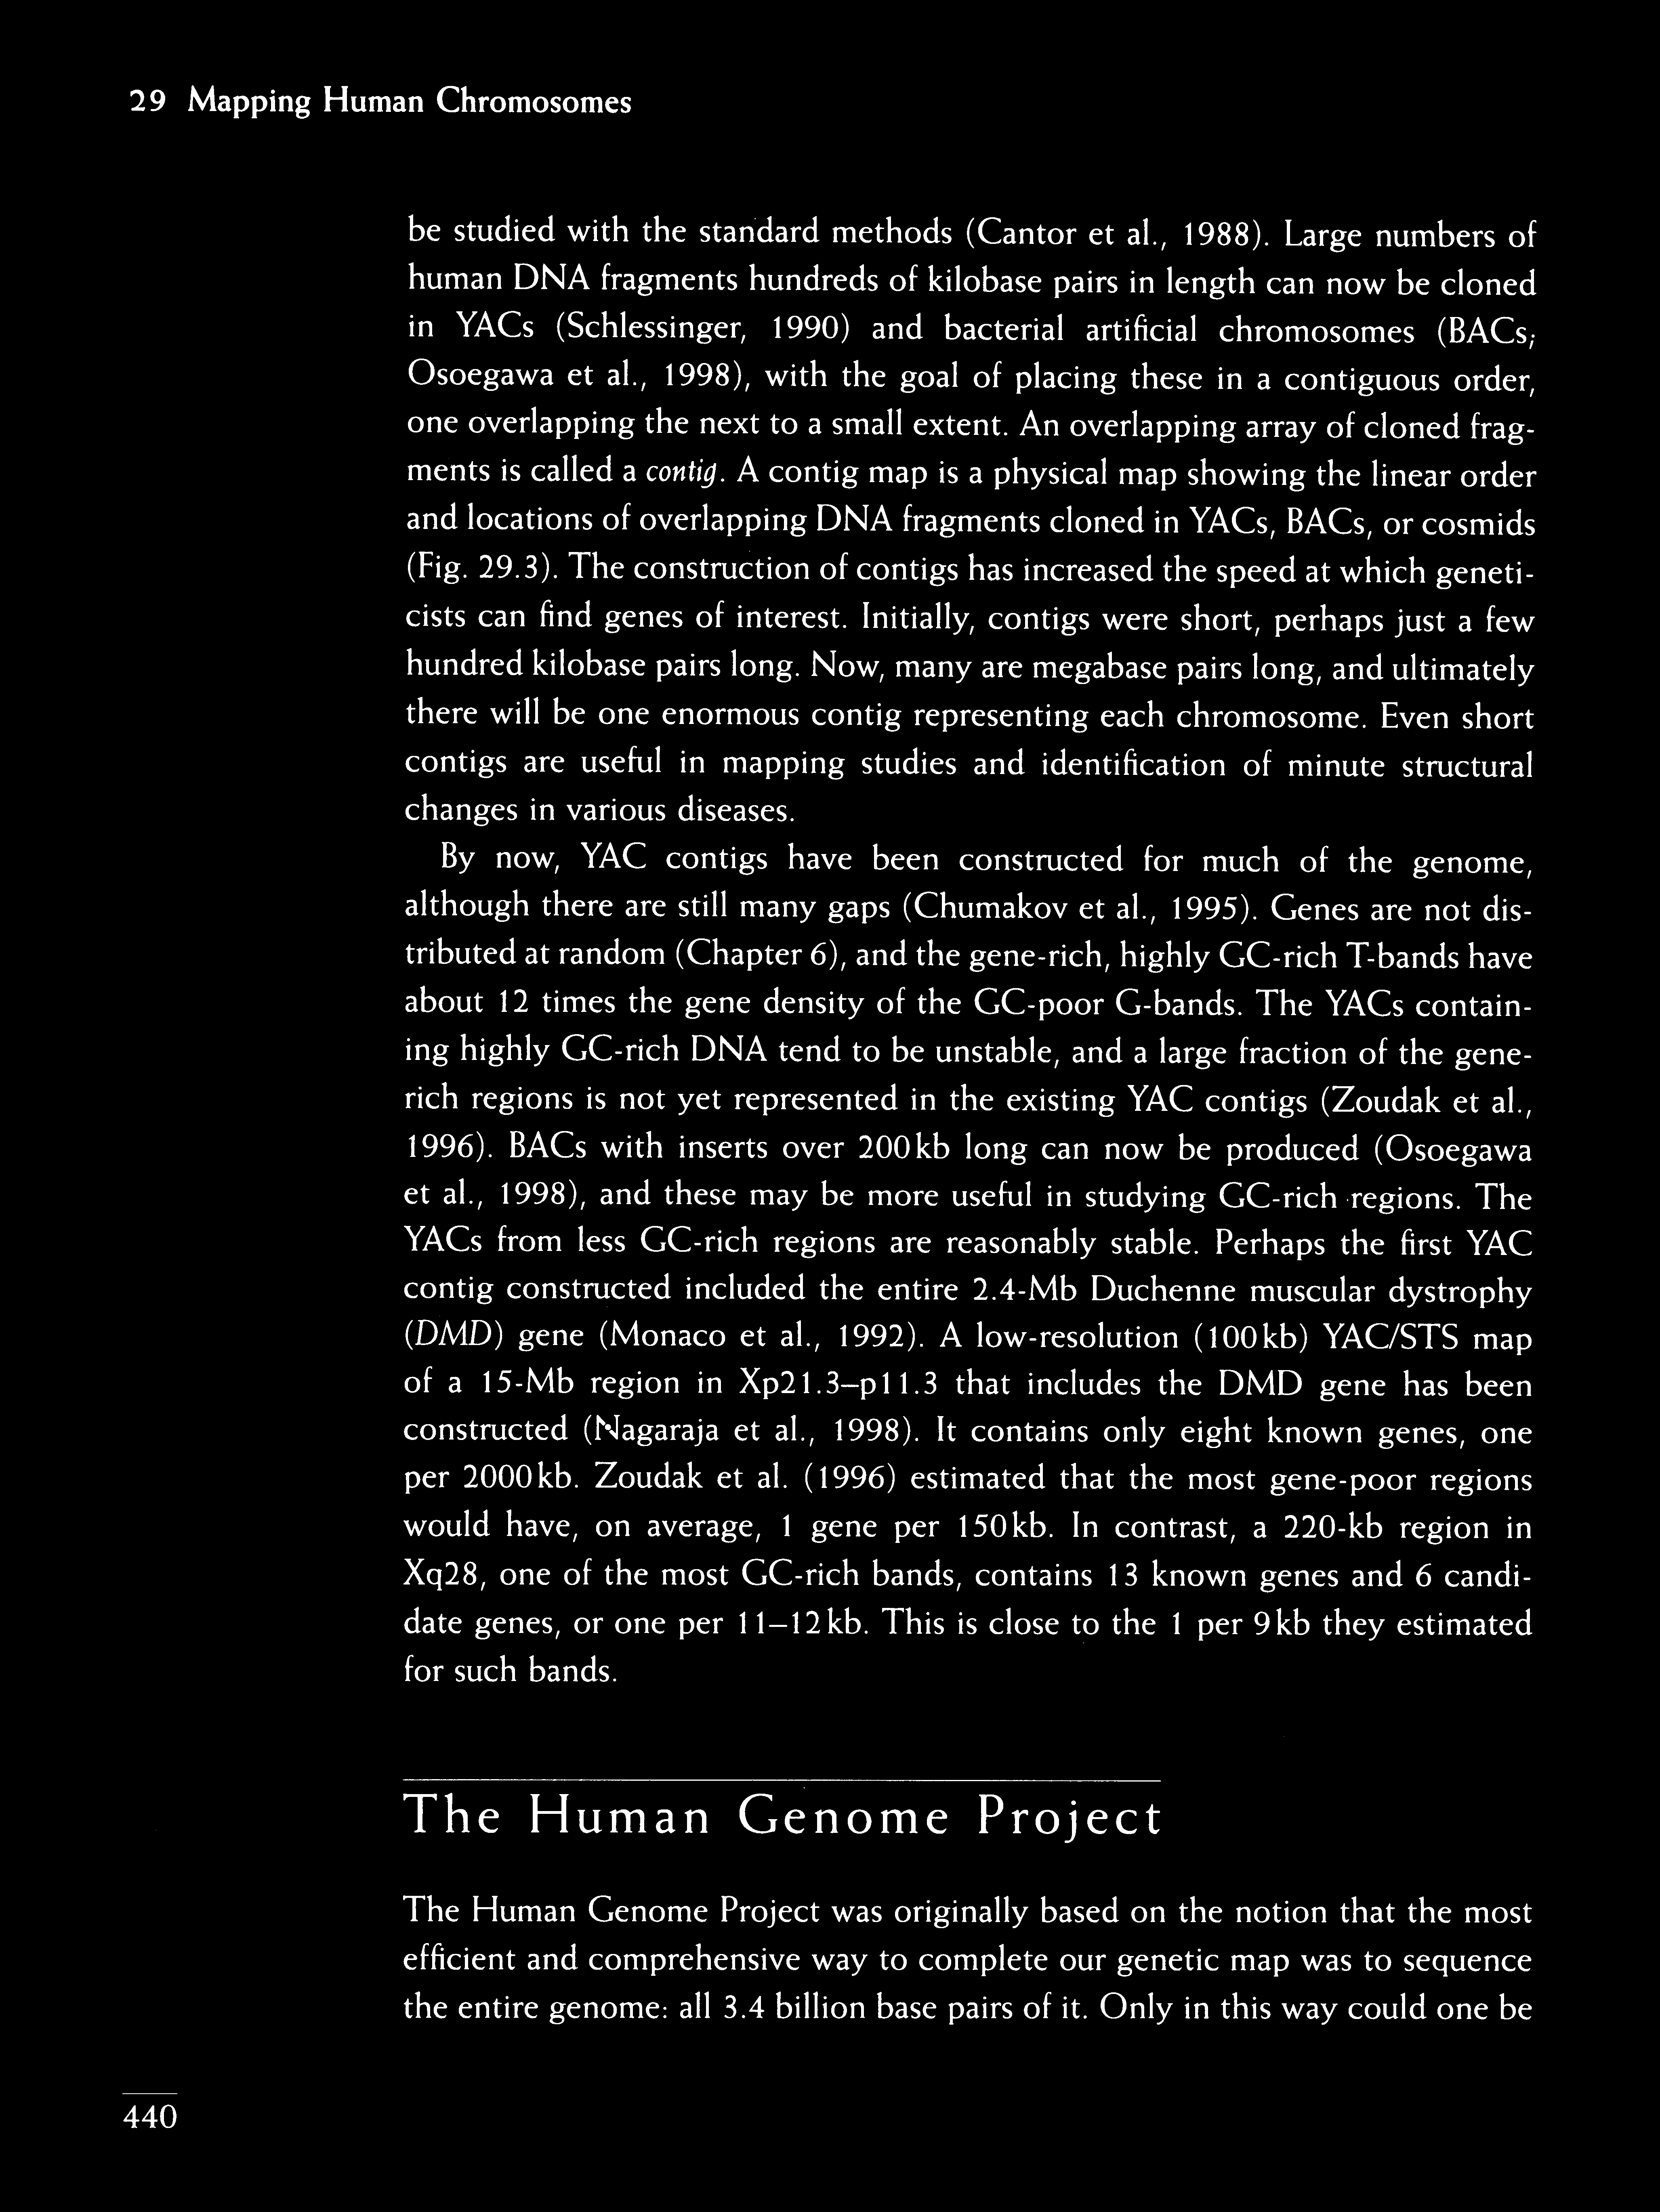 29 Mapping Human Chromosomes
be studied with the standard methods (Cantor et al., 1988). Large numbers of
human DNA fragments hundreds of kilobase pairs in length can now be cloned
in YACs (Schlessinger, 1990) and bacterial artificial chromosomes (BACs;
Osoegawa et al., 1998), with the goal of placing these in a contiguous order,
one overlapping the next to a small extent. An overlapping array of cloned frag-
ments is called a contig. A contig map is a physical map showing the linear order
and locations of overlapping DNA fragments cloned in YACs, BACs, or cosmids
(Fig. 29.3). The construction of contigs has increased the speed at which geneti-
cists can find genes of interest. Initially, contigs were short, perhaps just a few
hundred kilobase pairs long. Now, many are megabase pairs long, and ultimately
there will be one enormous contig representing each chromosome. Even short
contigs are useful in mapping studies and identification of minute structural
changes in various diseases.
By now, YAC contigs have been constructed for much of the genome,
although there are still many gaps (Chumakov et al., 1995). Genes are not dis-
tributed at random (Chapter 6), and the gene-rich, highly GC-rich T-bands have
about 12 times the gene density of the GC-poor G-bands. The YACs contain-
ing highly GC-rich DNA tend to be unstable, and a large fraction of the gene-
rich regions is not yet represented in the existing YAC contigs (Zoudak et al.,
1996). BACs with inserts over 200kb long can now be produced (Osoegawa
et al., 1998), and these may be more useful in studying GC-rich regions. The
YACs from less GC-rich regions are reasonably stable. Perhaps the first YAC
contig constructed included the entire 2.4-Mb Duchenne muscular dystrophy
(DMD) gene (Monaco et al., 1992). A low-resolution (100kb) YAC/STS map
of a 15-Mb region in Xp21.3–p11.3 that includes the DMD gene has been
constructed (Nagaraja et al., 1998). It contains only eight known genes, one
per 2000kb. Zoudak et al. (1996) estimated that the most gene-poor regions
would have, on average, 1 gene per 150kb. In contrast, a 220-kb region in
Xq28, one of the most GC-rich bands, contains 13 known genes and 6 candi-
date genes, or one per 11–12kb. This is close to the 1 per 9kb they estimated
for such bands.
The Human Genome Project
The Human Genome Project was originally based on the notion that the most
efficient and comprehensive way to complete our genetic map was to sequence
the entire genome: all 3.4 billion base pairs of it. Only in this way could one be
440